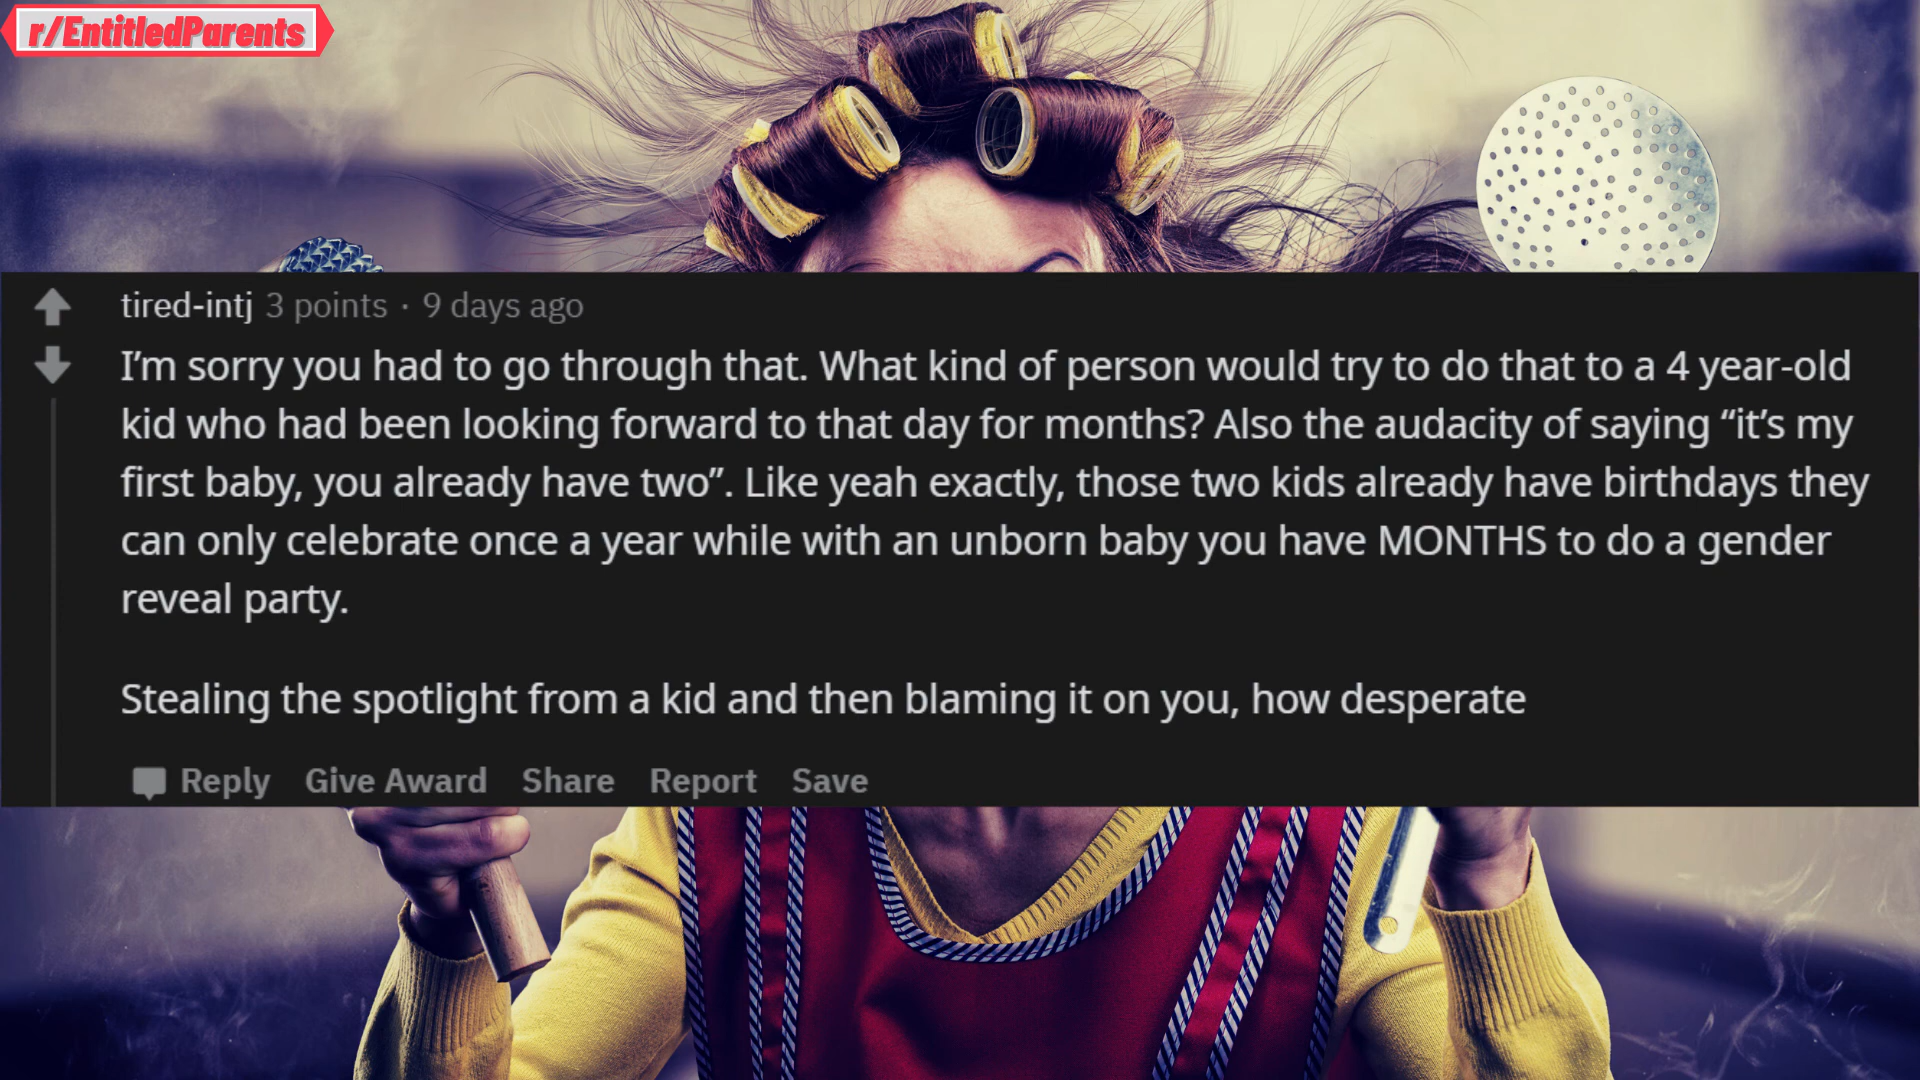 r/EntitledParents
tired-intj 3 points · 9 days ago
I’m sorry you had to go through that. What kind of person would try to do that to a 4 year-old
kid who had been looking forward to that day for months? Also the audacity of saying “it’s my
first baby, you already have two”. Like yeah exactly, those two kids already have birthdays they
can only celebrate once a year while with an unborn baby you have MONTHS to do a gender
reveal party.
Stealing the spotlight from a kid and then blaming it on you, how desperate
Reply Give Award Share Report Save